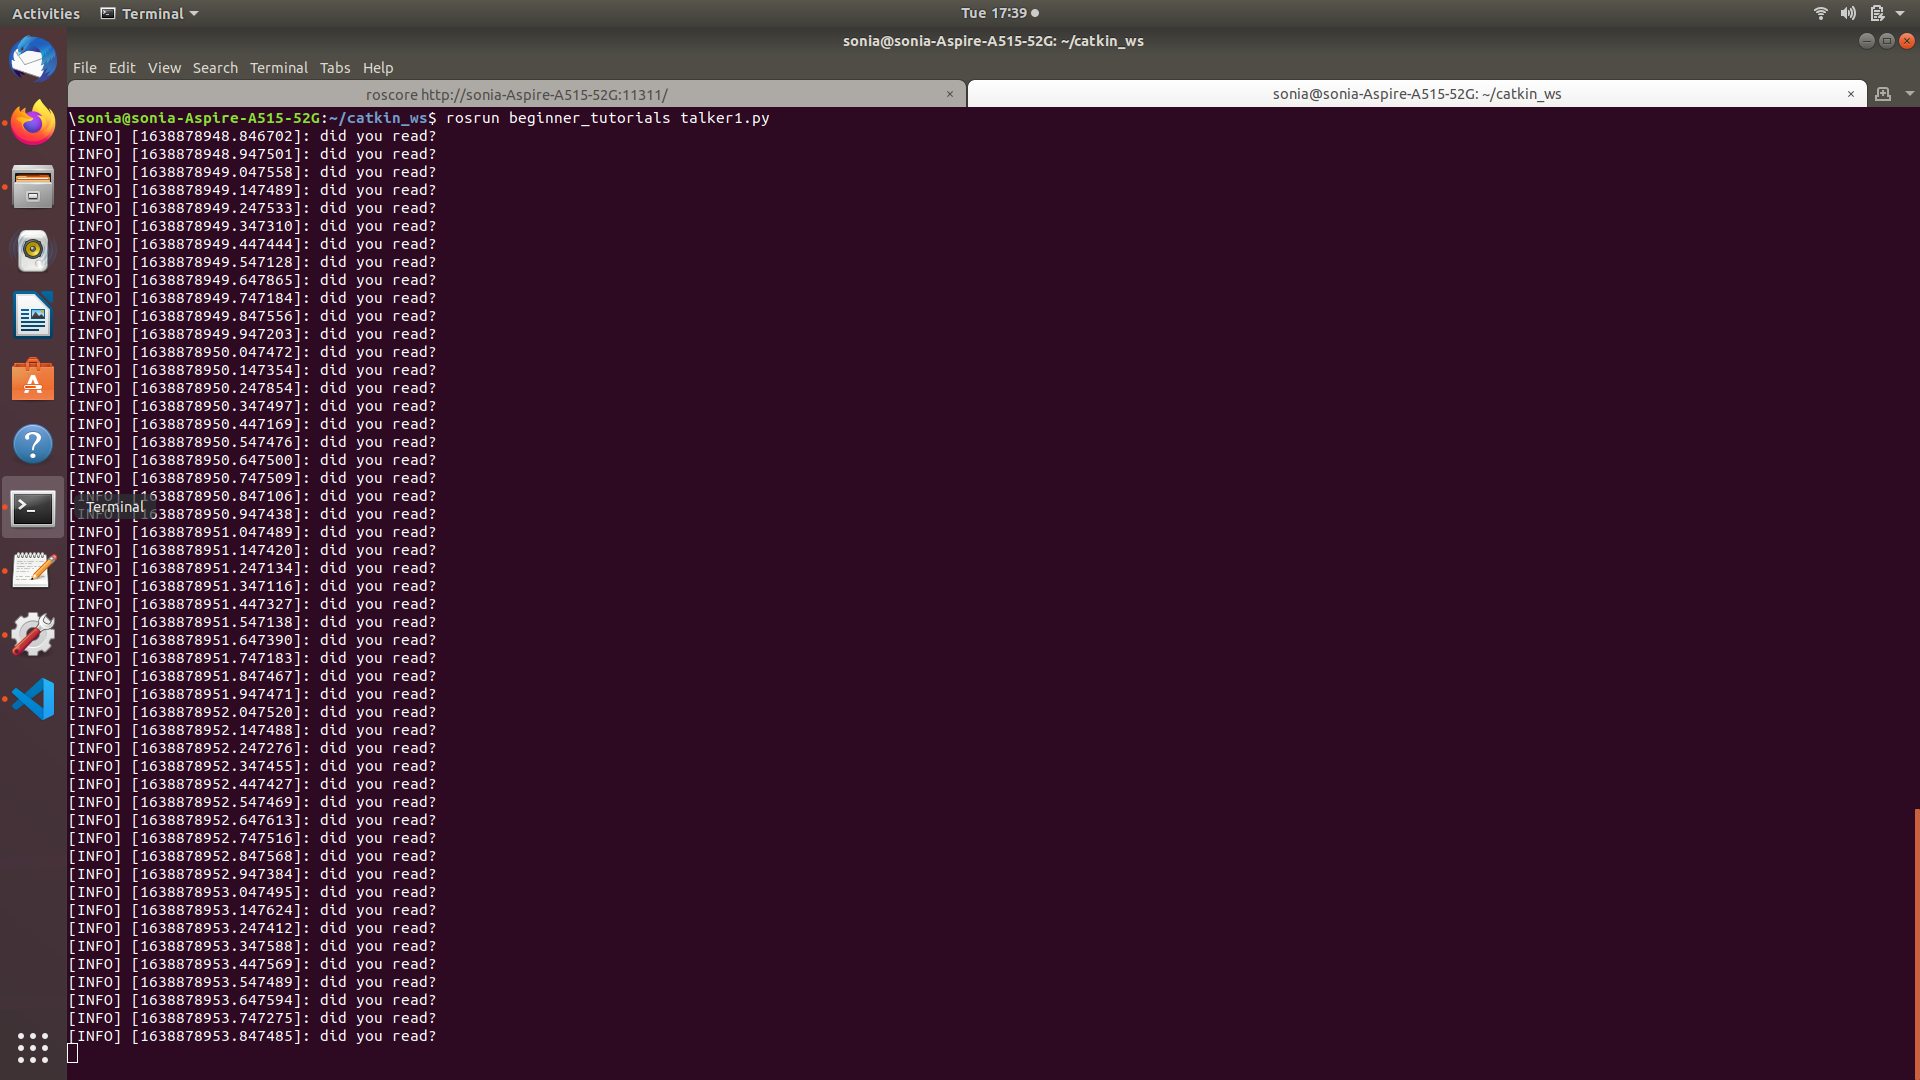 Activities Terminal Tue 17:39
sonia@sonia-Aspire-A515-52G: ~/catkin_ws
File Edit View Search Terminal Tabs Help
roscore http://sonia-Aspire-A515-52G:11311/ × sonia@sonia-Aspire-A515-52G: ~/catkin_ws ×
\sonia@sonia-Aspire-A515-52G:~/catkin_ws$ rosrun beginner_tutorials talker1.py
[INFO] [1638878948.846702]: did you read?
[INFO] [1638878948.947501]: did you read?
[INFO] [1638878949.047558]: did you read?
[INFO] [1638878949.147489]: did you read?
[INFO] [1638878949.247533]: did you read?
[INFO] [1638878949.347310]: did you read?
[INFO] [1638878949.447444]: did you read?
[INFO] [1638878949.547128]: did you read?
[INFO] [1638878949.647865]: did you read?
[INFO] [1638878949.747184]: did you read?
[INFO] [1638878949.847556]: did you read?
[INFO] [1638878949.947203]: did you read?
[INFO] [1638878950.047472]: did you read?
[INFO] [1638878950.147354]: did you read?
[INFO] [1638878950.247854]: did you read?
[INFO] [1638878950.347497]: did you read?
[INFO] [1638878950.447169]: did you read?
[INFO] [1638878950.547476]: did you read?
[INFO] [1638878950.647500]: did you read?
[INFO] [1638878950.747509]: did you read?
[INFO] [1638878950.847106]: did you read?
Terminal
[INFO] [1638878950.947438]: did you read?
[INFO] [1638878951.047489]: did you read?
[INFO] [1638878951.147420]: did you read?
[INFO] [1638878951.247134]: did you read?
[INFO] [1638878951.347116]: did you read?
[INFO] [1638878951.447327]: did you read?
[INFO] [1638878951.547138]: did you read?
[INFO] [1638878951.647390]: did you read?
[INFO] [1638878951.747183]: did you read?
[INFO] [1638878951.847467]: did you read?
[INFO] [1638878951.947471]: did you read?
[INFO] [1638878952.047520]: did you read?
[INFO] [1638878952.147488]: did you read?
[INFO] [1638878952.247276]: did you read?
[INFO] [1638878952.347455]: did you read?
[INFO] [1638878952.447427]: did you read?
[INFO] [1638878952.547469]: did you read?
[INFO] [1638878952.647613]: did you read?
[INFO] [1638878952.747516]: did you read?
[INFO] [1638878952.847568]: did you read?
[INFO] [1638878952.947384]: did you read?
[INFO] [1638878953.047495]: did you read?
[INFO] [1638878953.147624]: did you read?
[INFO] [1638878953.247412]: did you read?
[INFO] [1638878953.347588]: did you read?
[INFO] [1638878953.447569]: did you read?
[INFO] [1638878953.547489]: did you read?
[INFO] [1638878953.647594]: did you read?
[INFO] [1638878953.747275]: did you read?
[INFO] [1638878953.847485]: did you read?